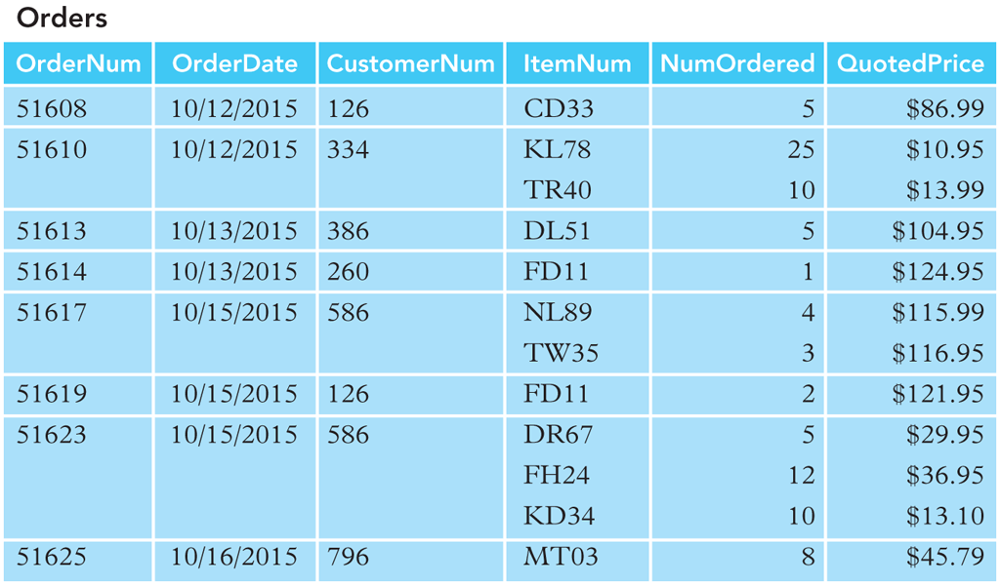 Orders
OrderNum OrderDate CustomerNum ItemNum NumOrdered QuotedPrice
51608 10/12/2015 126 CD33 5 $86.99
51610 10/12/2015 334 KL78 25 $10.95
TR40 10 $13.99
51613 10/13/2015 386 DL51 5 $104.95
51614 10/13/2015 260 FD11 1 $124.95
51617 10/15/2015 586 NL89 4 $115.99
TW35 3 $116.95
51619 10/15/2015 126 FD11 2 $121.95
51623 10/15/2015 586 DR67 5 $29.95
FH24 12 $36.95
KD34 10 $13.10
51625 10/16/2015 796 MT03 8 $45.79